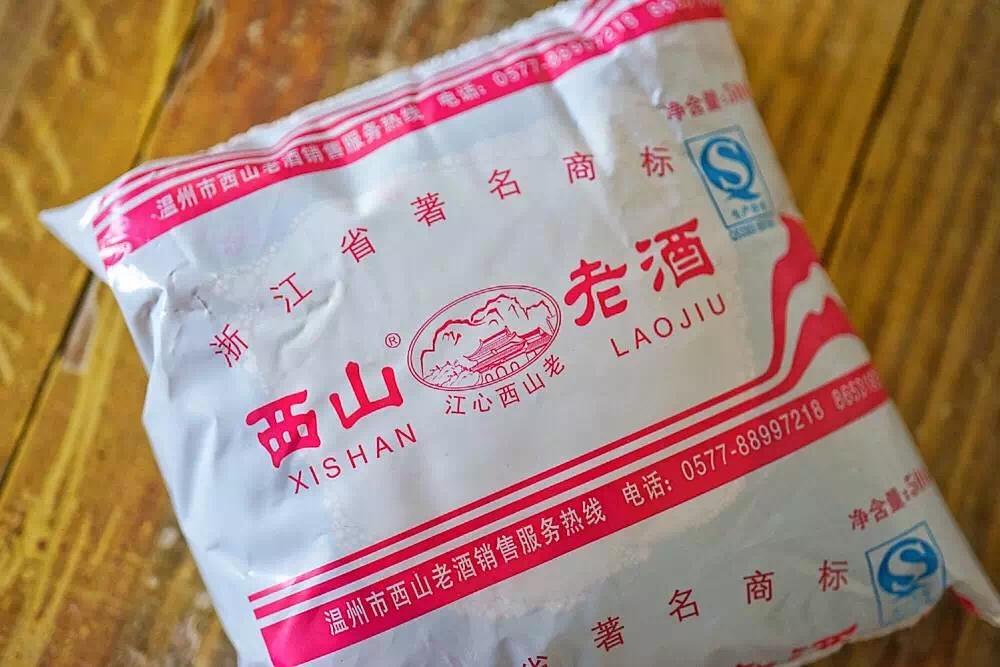 温州市西山老酒销售服务热线 电话: 0577-88997218
净含量:
浙江省著名商标
西山® 老酒
XISHAN LAOJIU
江心西山老
温州市西山老酒销售服务热线 电话: 0577-88997218
净含量:
著名商标